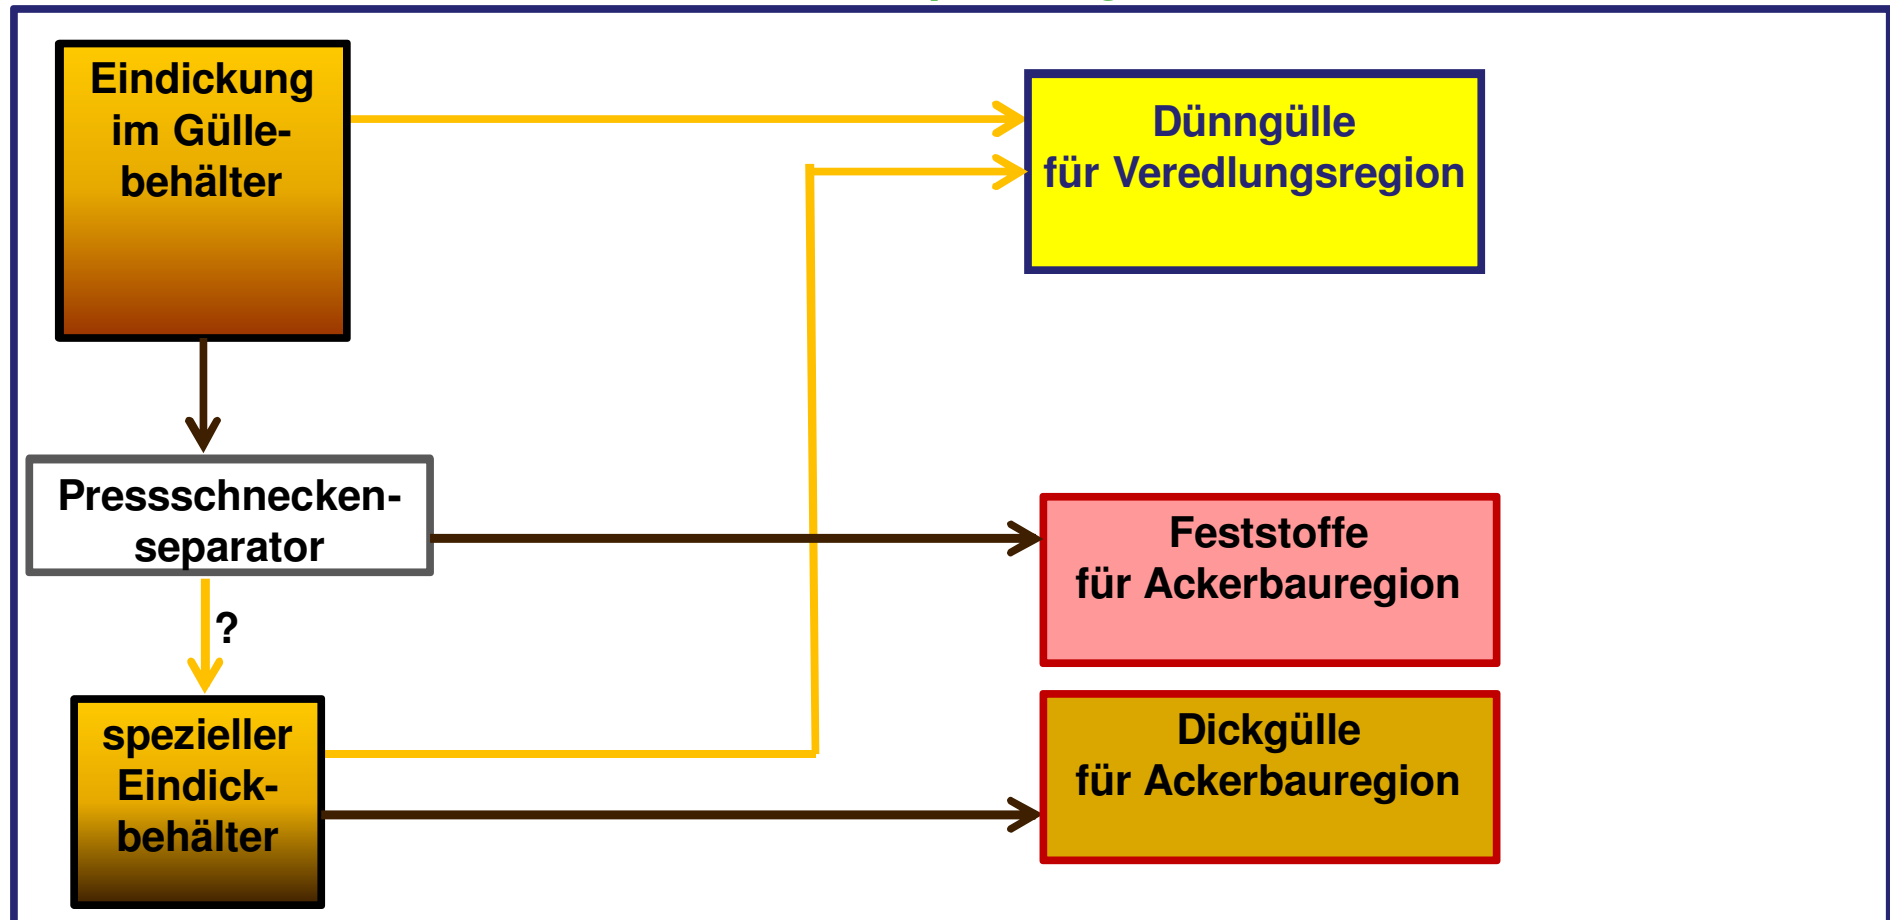 Eindickung
im Gülle-
behälter
Dünngülle
für Veredlungsregion
Pressschnecken-
separator
Feststoffe
für Ackerbauregion
?
spezieller
Eindick-
behälter
Dickgülle
für Ackerbauregion